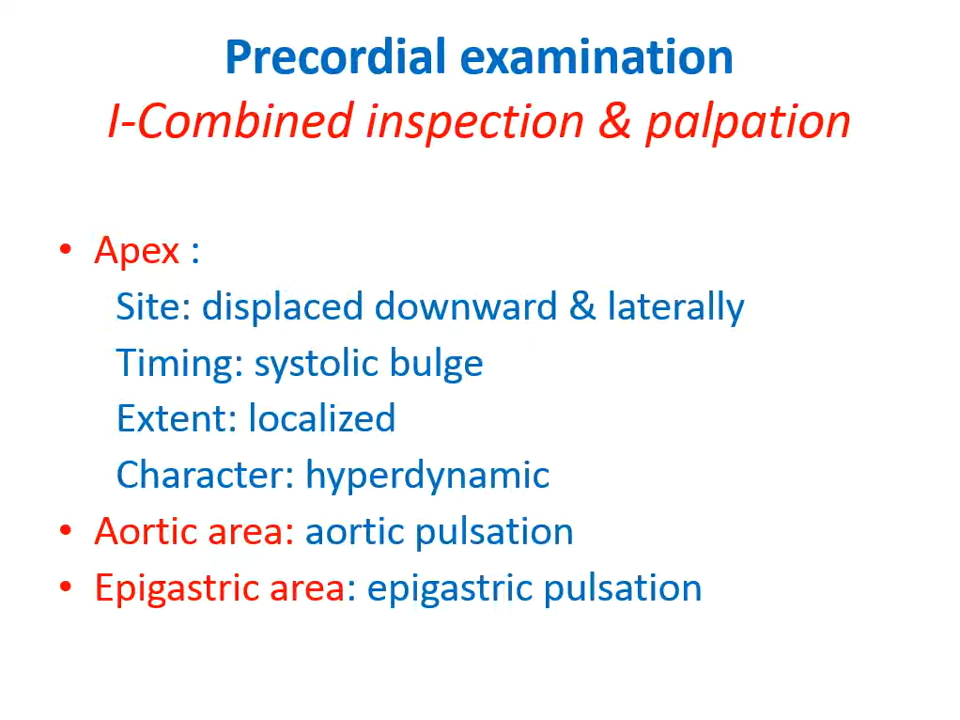 Precordial examination
I-Combined inspection & palpation
• Apex :
Site: displaced downward & laterally
Timing: systolic bulge
Extent: localized
Character: hyperdynamic
• Aortic area: aortic pulsation
• Epigastric area: epigastric pulsation